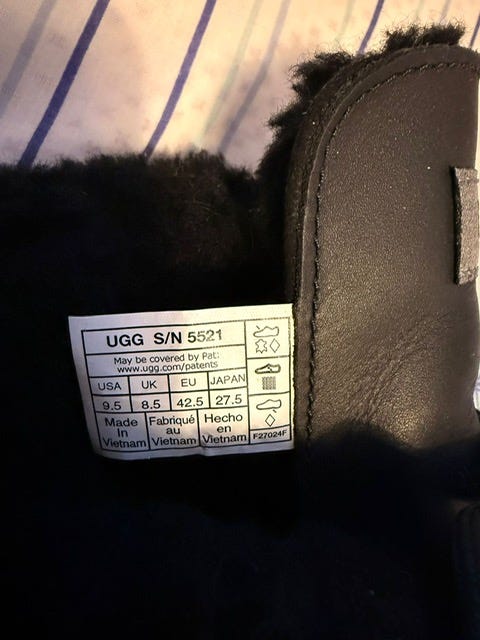 UGG S/N 5521
May be covered by Pat:
www.ugg.com/patents
USA UK EU JAPAN
9.5 8.5 42.5 27.5
Made in Vietnam
Fabriqué au Vietnam
Hecho en Vietnam
F27024F